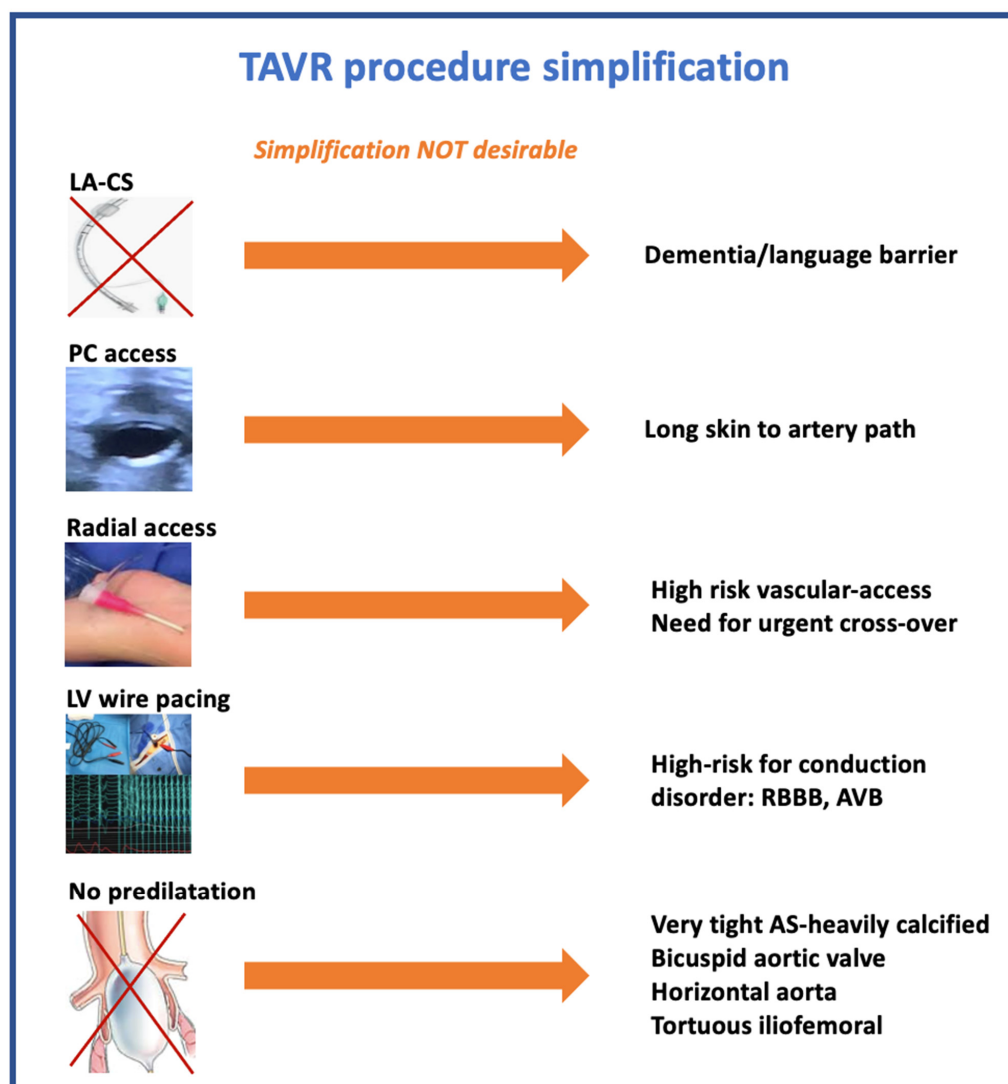 TAVR procedure simplification
Simplification NOT desirable
LA-CS
Dementia/language barrier
PC access
Long skin to artery path
Radial access
High risk vascular-access
Need for urgent cross-over
LV wire pacing
High-risk for conduction
disorder: RBBB, AVB
No predilatation
Very tight AS-heavily calcified
Bicuspid aortic valve
Horizontal aorta
Tortuous iliofemoral